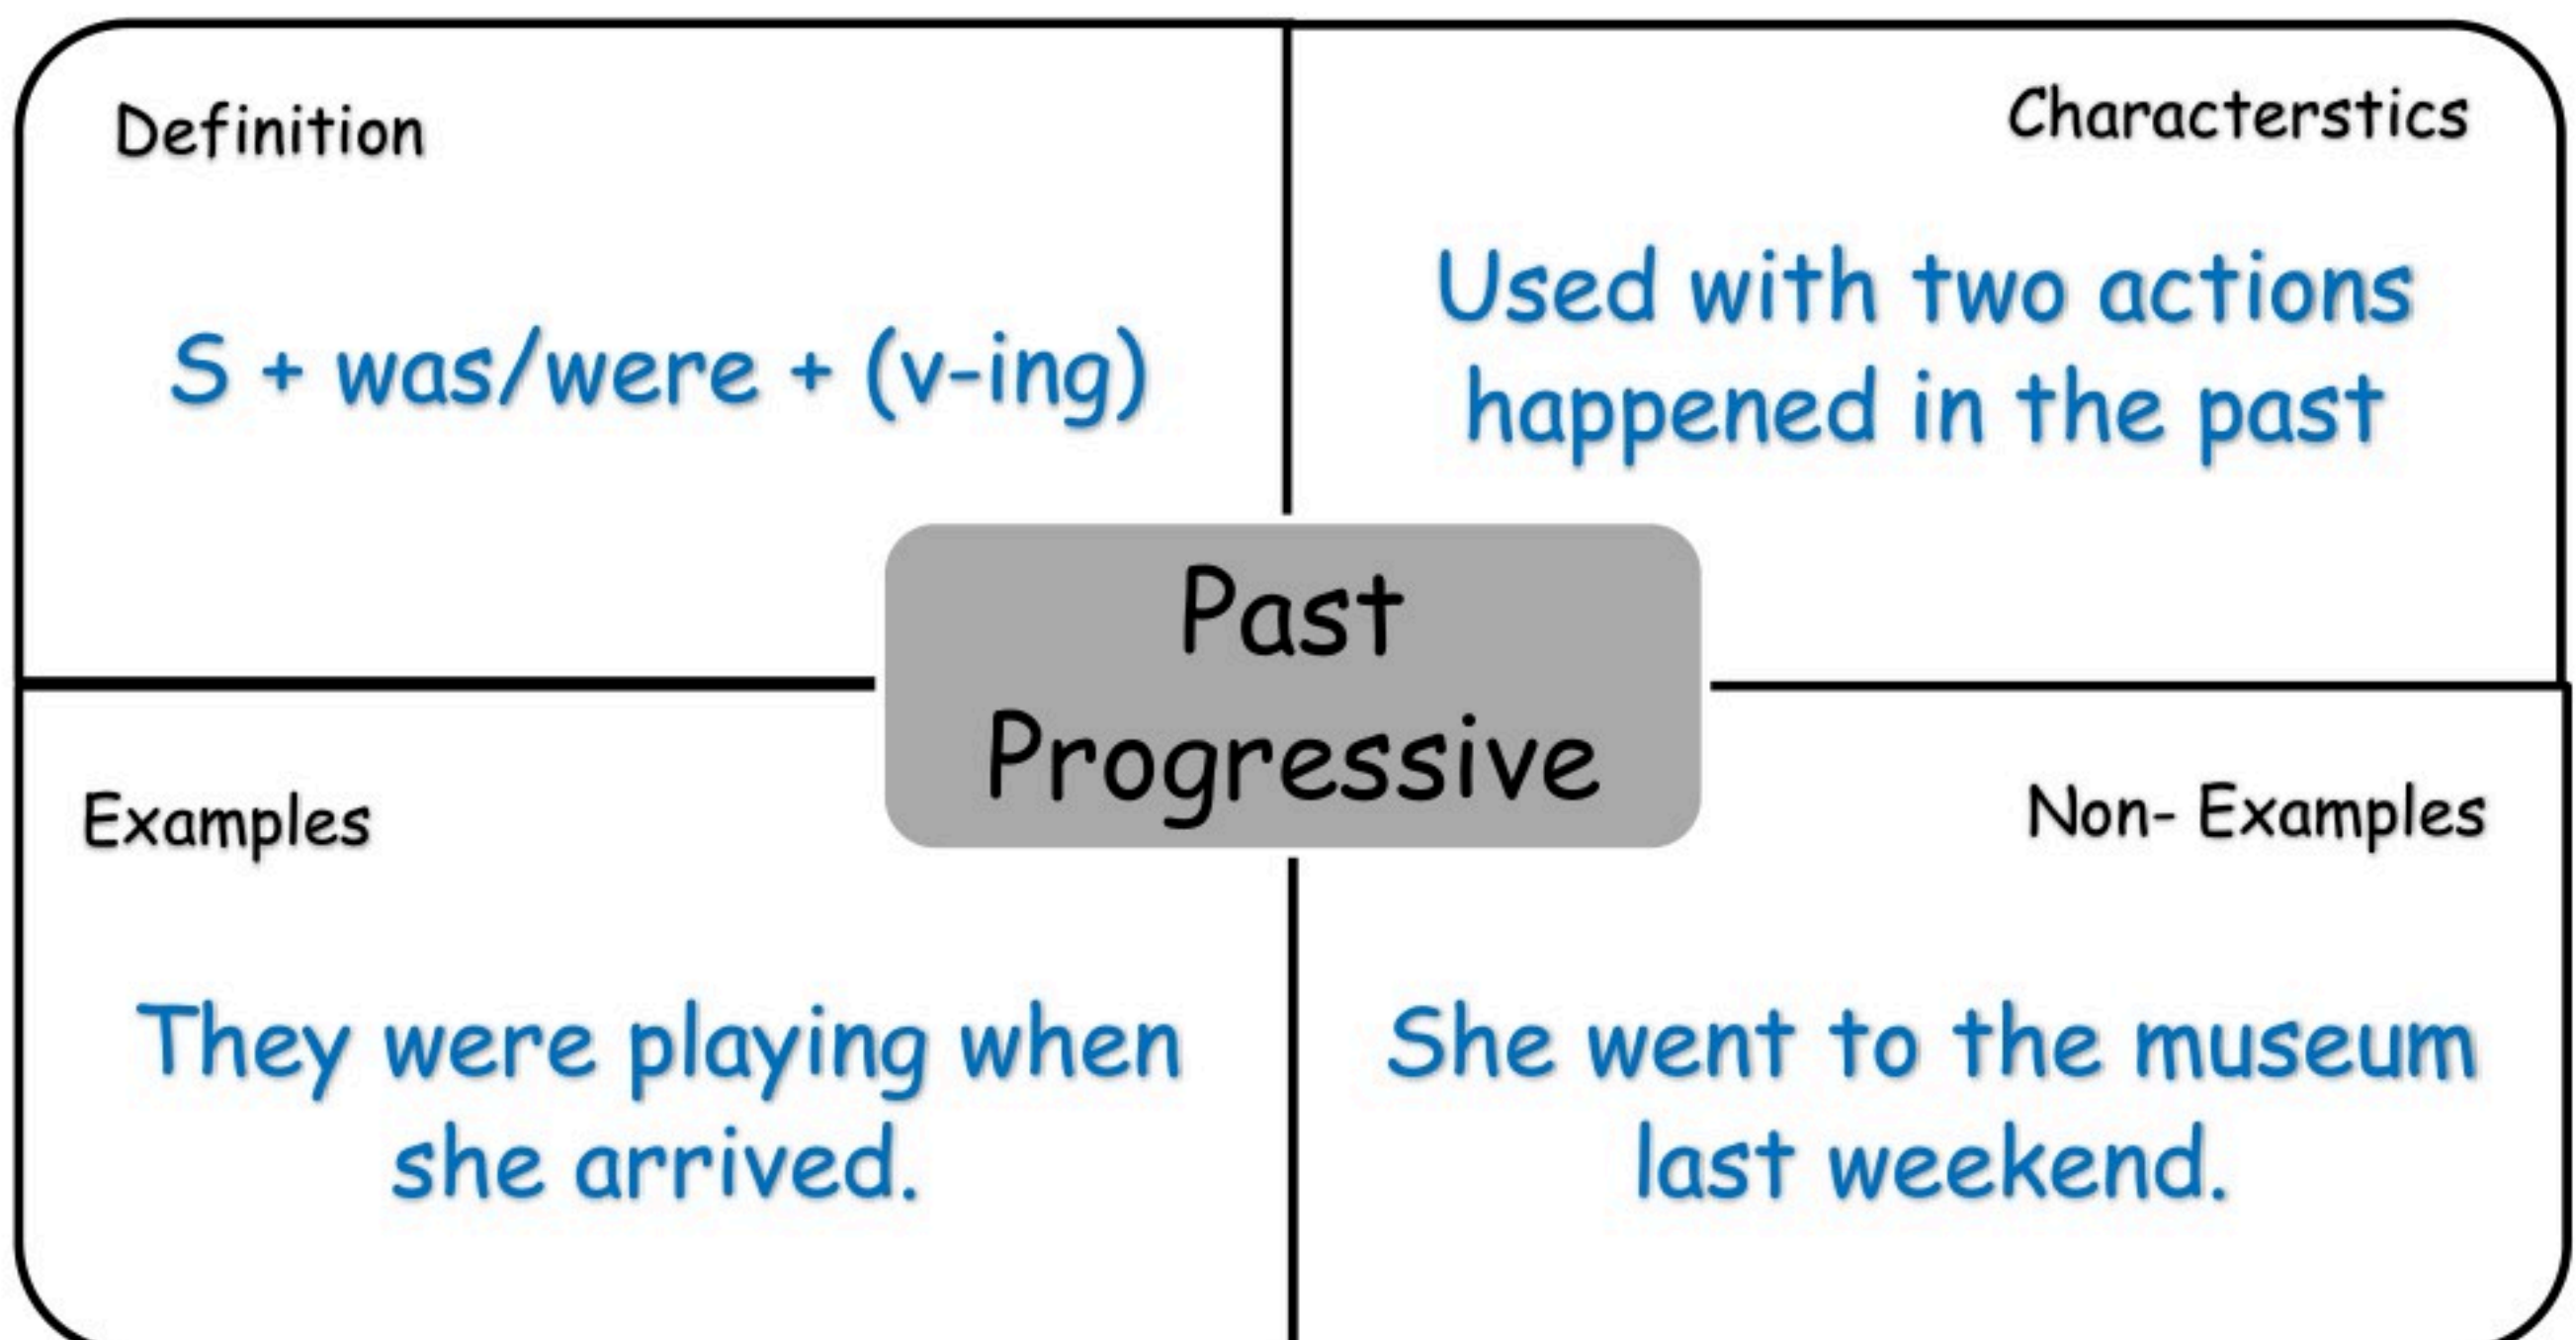 Definition
S + was/were + (v-ing)
Characterstics
Used with two actions
happened in the past
Past
Progressive
Examples
They were playing when
she arrived.
Non- Examples
She went to the museum
last weekend.